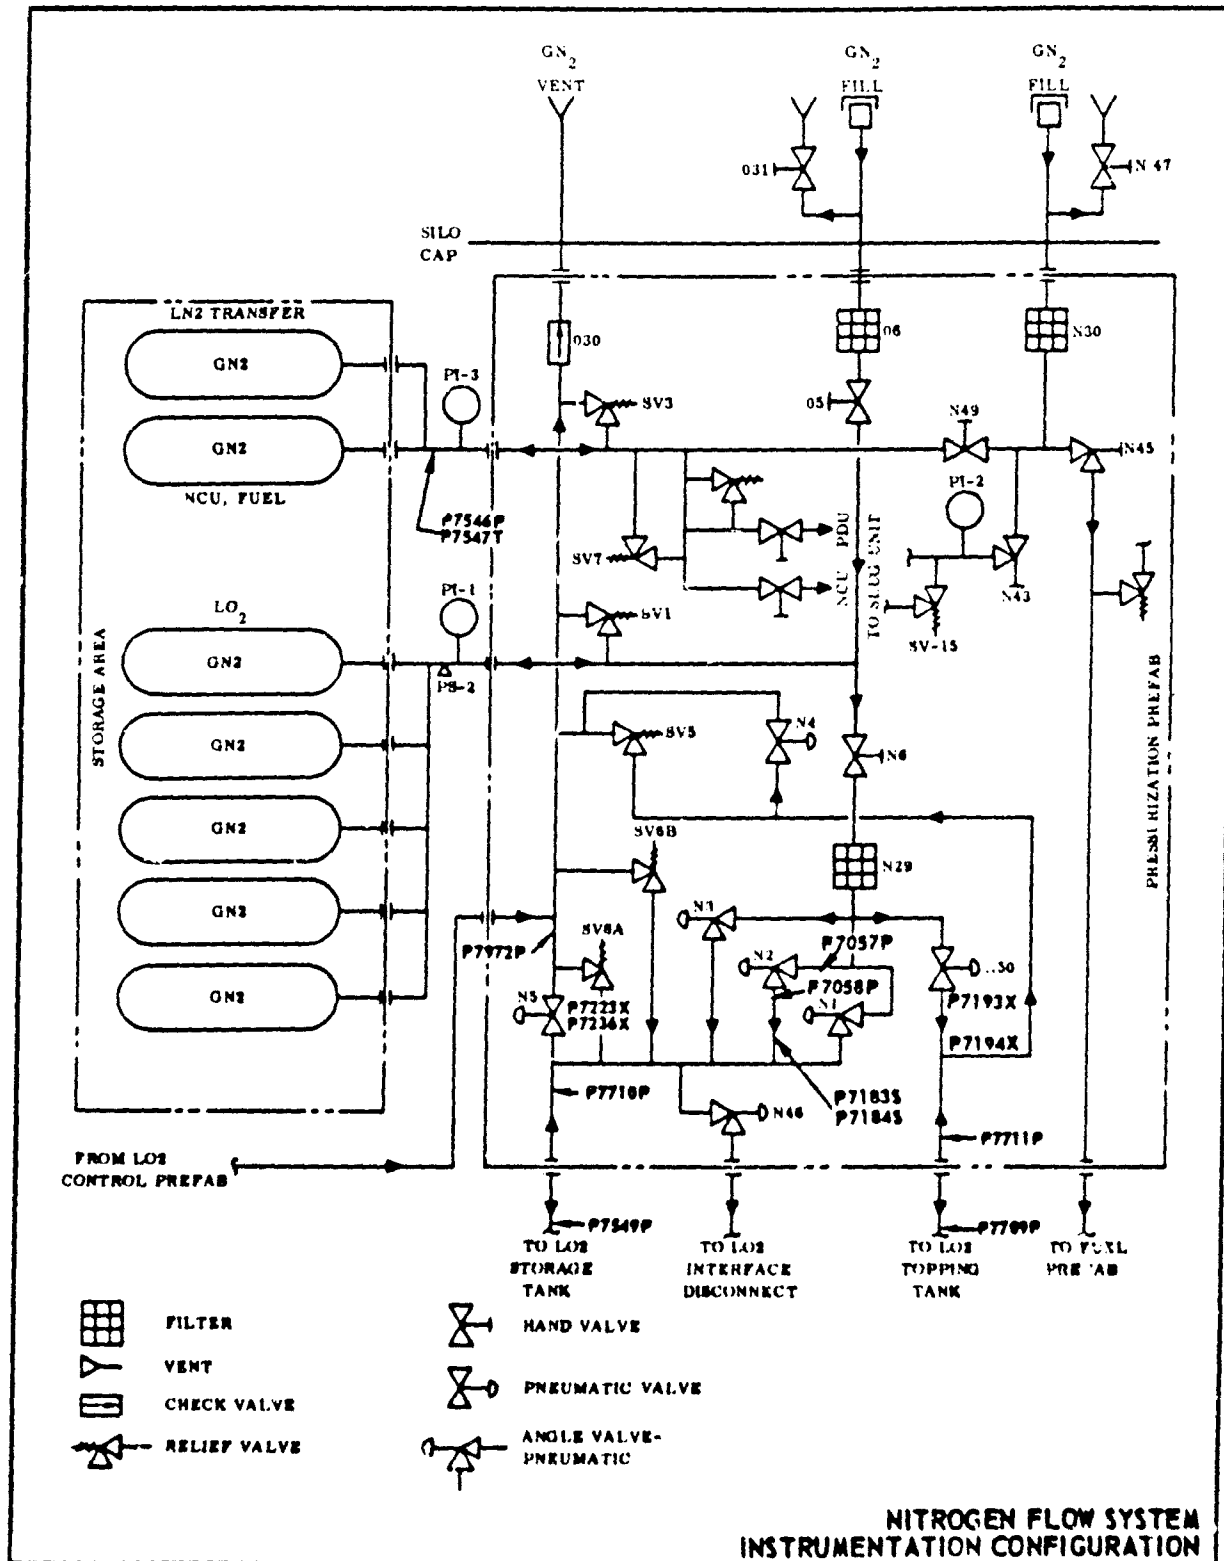 GN2
VENT
GN2
FILL
GN2
FILL
031
N 47
SILO
CAP
LN2 TRANSFER
GN2
GN2
NCU, FUEL
PI-3
030
06
N30
SV3
05
N49
N45
PI-2
P7546P
P7547T
SV7
PDU
NCU
TO SLUG UNIT
N43
SV-15
LO2
PI-1
SV1
GN2
PS-2
STORAGE AREA
GN2
GN2
GN2
GN2
SV5
N4
N6
PRESSURIZATION PREFAB
SV6B
N29
N3
P7972P
SV6A
N2
P7057P
P7058P
N5
P7223X
P7236X
N1
..50
P7193X
P7194X
P7710P
P7183S
P7184S
N46
P7711P
FROM LO2
CONTROL PREFAB
P7549P
P7709P
TO LO2
STORAGE
TANK
TO LO2
INTERFACE
DISCONNECT
TO LO2
TOPPING
TANK
TO FUEL
PREFAB
FILTER
VENT
CHECK VALVE
RELIEF VALVE
HAND VALVE
PNEUMATIC VALVE
ANGLE VALVE-
PNEUMATIC
NITROGEN FLOW SYSTEM
INSTRUMENTATION CONFIGURATION